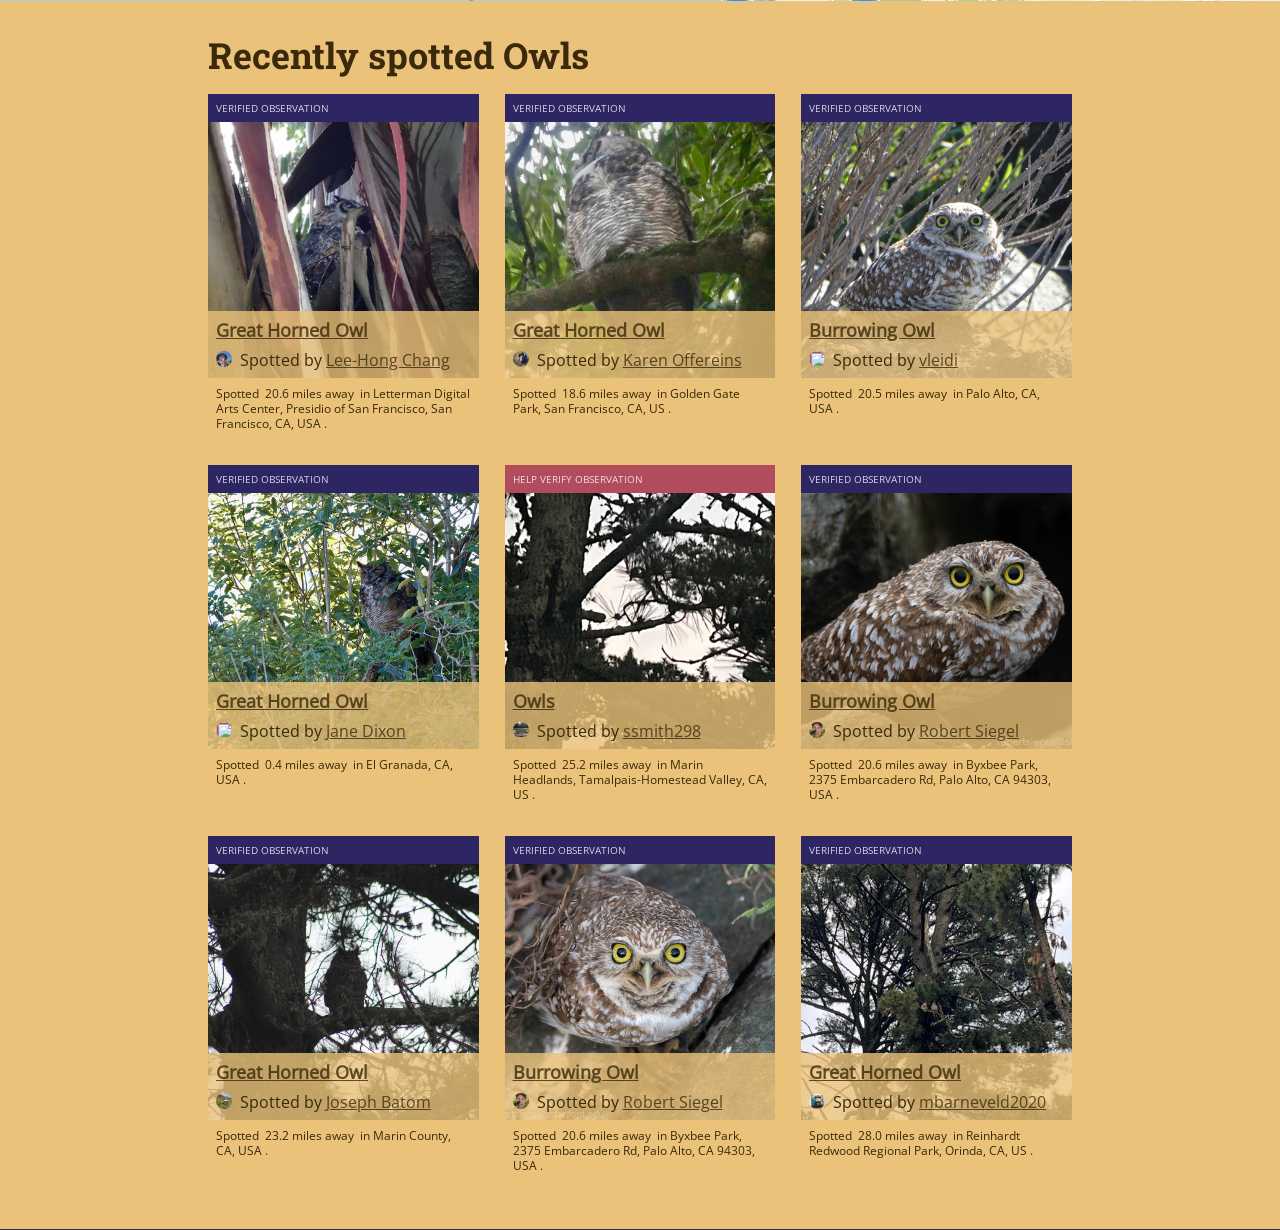 Recently spotted Owls
VERIFIED OBSERVATION
Great Horned Owl
Spotted by Lee-Hong Chang
Spotted 20.6 miles away in Letterman Digital
Arts Center, Presidio of San Francisco, San
Francisco, CA, USA .
VERIFIED OBSERVATION
Great Horned Owl
Spotted by Karen Offereins
Spotted 18.6 miles away in Golden Gate
Park, San Francisco, CA, US .
VERIFIED OBSERVATION
Burrowing Owl
Spotted by vleidi
Spotted 20.5 miles away in Palo Alto, CA,
USA .
VERIFIED OBSERVATION
Great Horned Owl
Spotted by Jane Dixon
Spotted 0.4 miles away in El Granada, CA,
USA .
HELP VERIFY OBSERVATION
Owls
Spotted by ssmith298
Spotted 25.2 miles away in Marin
Headlands, Tamalpais-Homestead Valley, CA,
US .
VERIFIED OBSERVATION
Burrowing Owl
Spotted by Robert Siegel
Spotted 20.6 miles away in Byxbee Park,
2375 Embarcadero Rd, Palo Alto, CA 94303,
USA .
VERIFIED OBSERVATION
Great Horned Owl
Spotted by Joseph Batom
Spotted 23.2 miles away in Marin County,
CA, USA .
VERIFIED OBSERVATION
Burrowing Owl
Spotted by Robert Siegel
Spotted 20.6 miles away in Byxbee Park,
2375 Embarcadero Rd, Palo Alto, CA 94303,
USA .
VERIFIED OBSERVATION
Great Horned Owl
Spotted by mbarneveld2020
Spotted 28.0 miles away in Reinhardt
Redwood Regional Park, Orinda, CA, US .